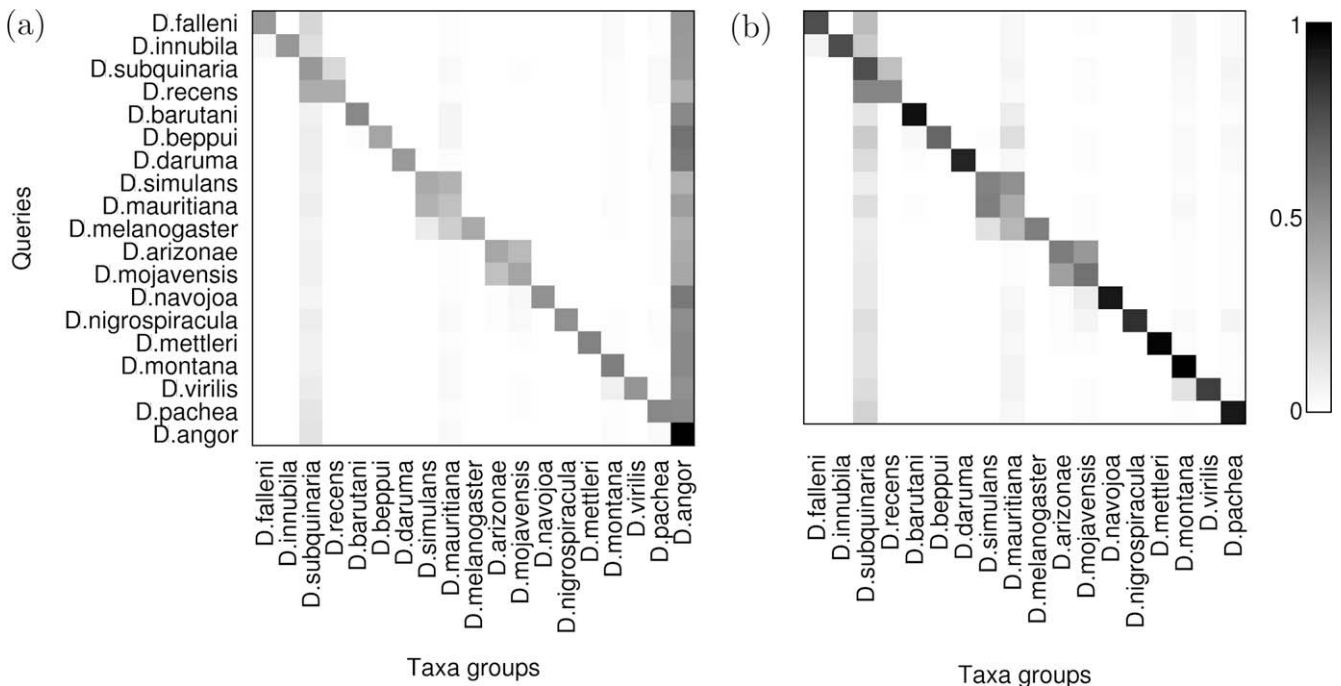 (a)
Queries
D.falleni
D.innubila
D.subquinaria
D.recens
D.barutani
D.beppui
D.daruma
D.simulans
D.mauritiana
D.melanogaster
D.arizonae
D.mojavensis
D.navojoa
D.nigrospiracula
D.mettleri
D.montana
D.virilis
D.pachea
D.angor
D.falleni
D.innubila
D.subquinaria
D.recens
D.barutani
D.beppui
D.daruma
D.simulans
D.mauritiana
D.melanogaster
D.arizonae
D.mojavensis
D.navojoa
D.nigrospiracula
D.mettleri
D.montana
D.virilis
D.pachea
D.angor
Taxa groups
(b)
D.falleni
D.innubila
D.subquinaria
D.recens
D.barutani
D.beppui
D.daruma
D.simulans
D.mauritiana
D.melanogaster
D.arizonae
D.mojavensis
D.navojoa
D.nigrospiracula
D.mettleri
D.montana
D.virilis
D.pachea
Taxa groups
1
0.5
0